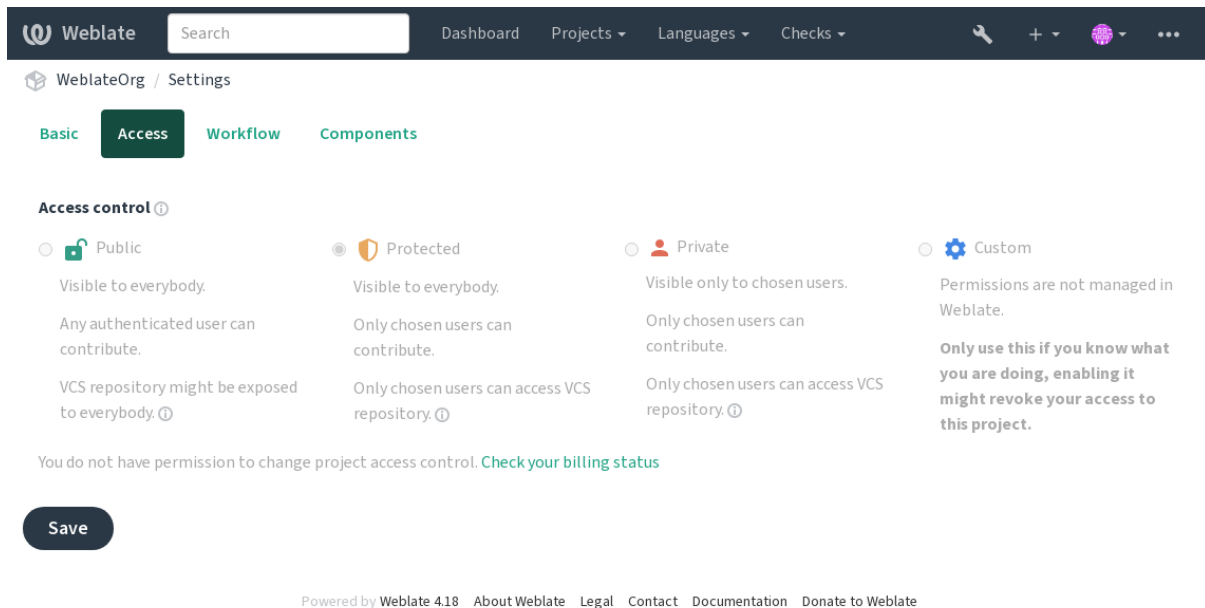 Weblate Search Dashboard Projects Languages Checks
WeblateOrg / Settings
Basic Access Workflow Components
Access control
Public
Visible to everybody.
Any authenticated user can
contribute.
VCS repository might be exposed
to everybody.
Protected
Visible to everybody.
Only chosen users can
contribute.
Only chosen users can access VCS
repository.
Private
Visible only to chosen users.
Only chosen users can
contribute.
Only chosen users can access VCS
repository.
Custom
Permissions are not managed in
Weblate.
Only use this if you know what
you are doing, enabling it
might revoke your access to
this project.
You do not have permission to change project access control. Check your billing status
Save
Powered by Weblate 4.18 About Weblate Legal Contact Documentation Donate to Weblate